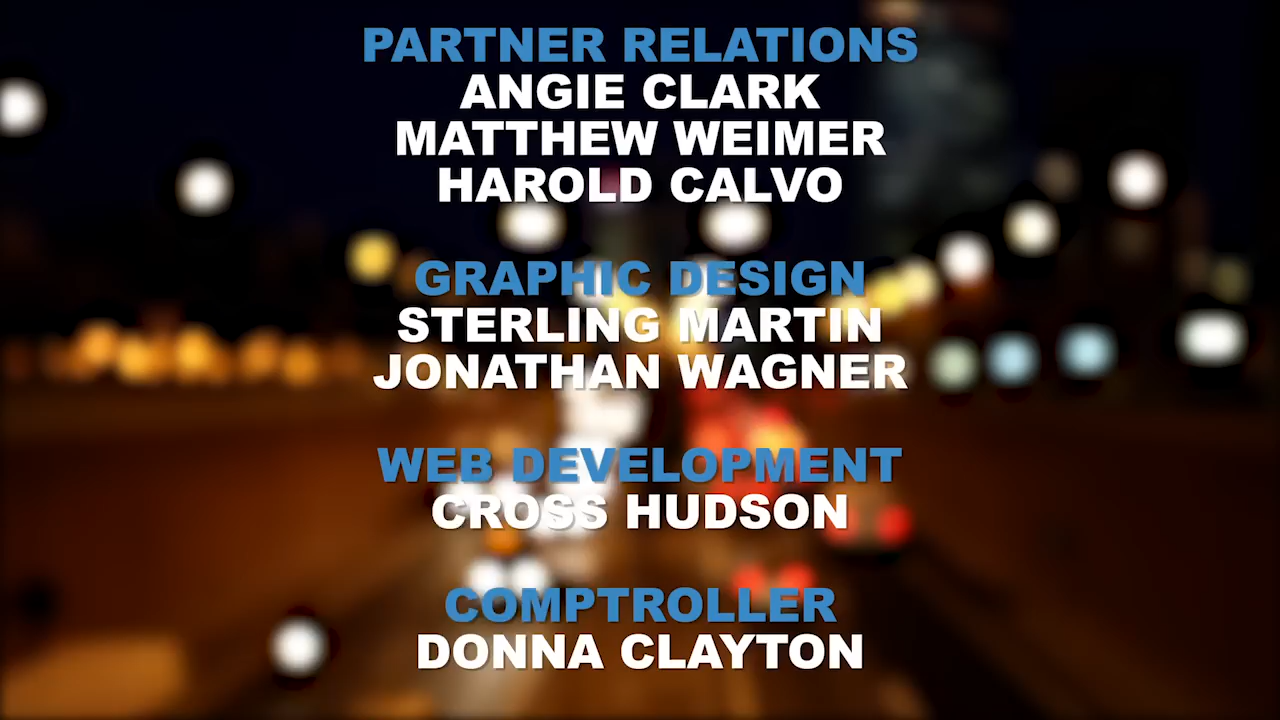 PARTNER RELATIONS
ANGIE CLARK
MATTHEW WEIMER
HAROLD CALVO
GRAPHIC DESIGN
STERLING MARTIN
JONATHAN WAGNER
WEB DEVELOPMENT
CROSS HUDSON
COMPTROLLER
DONNA CLAYTON